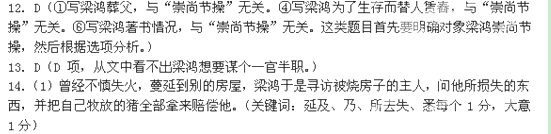 12. D(①写梁鸿葬父，与“崇尚节操”无关。④写梁鸿为了生存而替人赁舂，与“崇尚节
操”无关。⑥写梁鸿著书情况，与“崇尚节操”无关。这类题目首先要明确对象梁鸿崇尚节
操，然后根据选项分析。)
13. D(D 项，从文中看不出梁鸿想要谋个一官半职。)
14. (1) 曾经不慎失火，蔓延到别的房屋，梁鸿于是寻访被烧房子的主人，问他所损失的东
西，并把自己牧放的猪全部拿来赔偿他。(关键词：延及、乃、所去失、悉每个 1 分，大意
1 分)